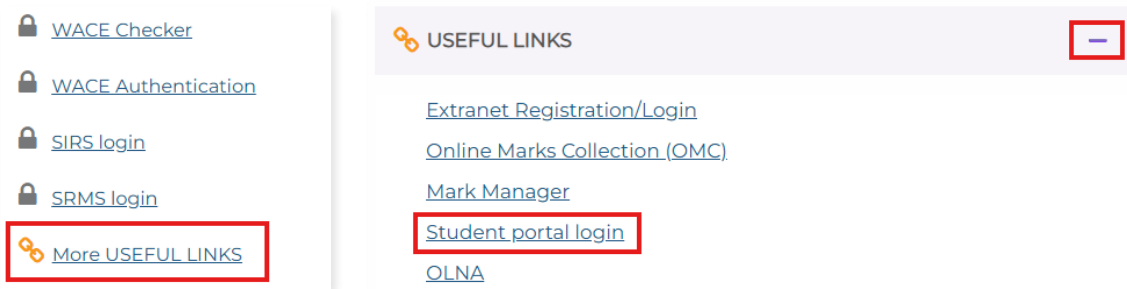 WACE Checker
WACE Authentication
SIRS login
SRMS login
More USEFUL LINKS
USEFUL LINKS
Extranet Registration/Login
Online Marks Collection (OMC)
Mark Manager
Student portal login
OLNA